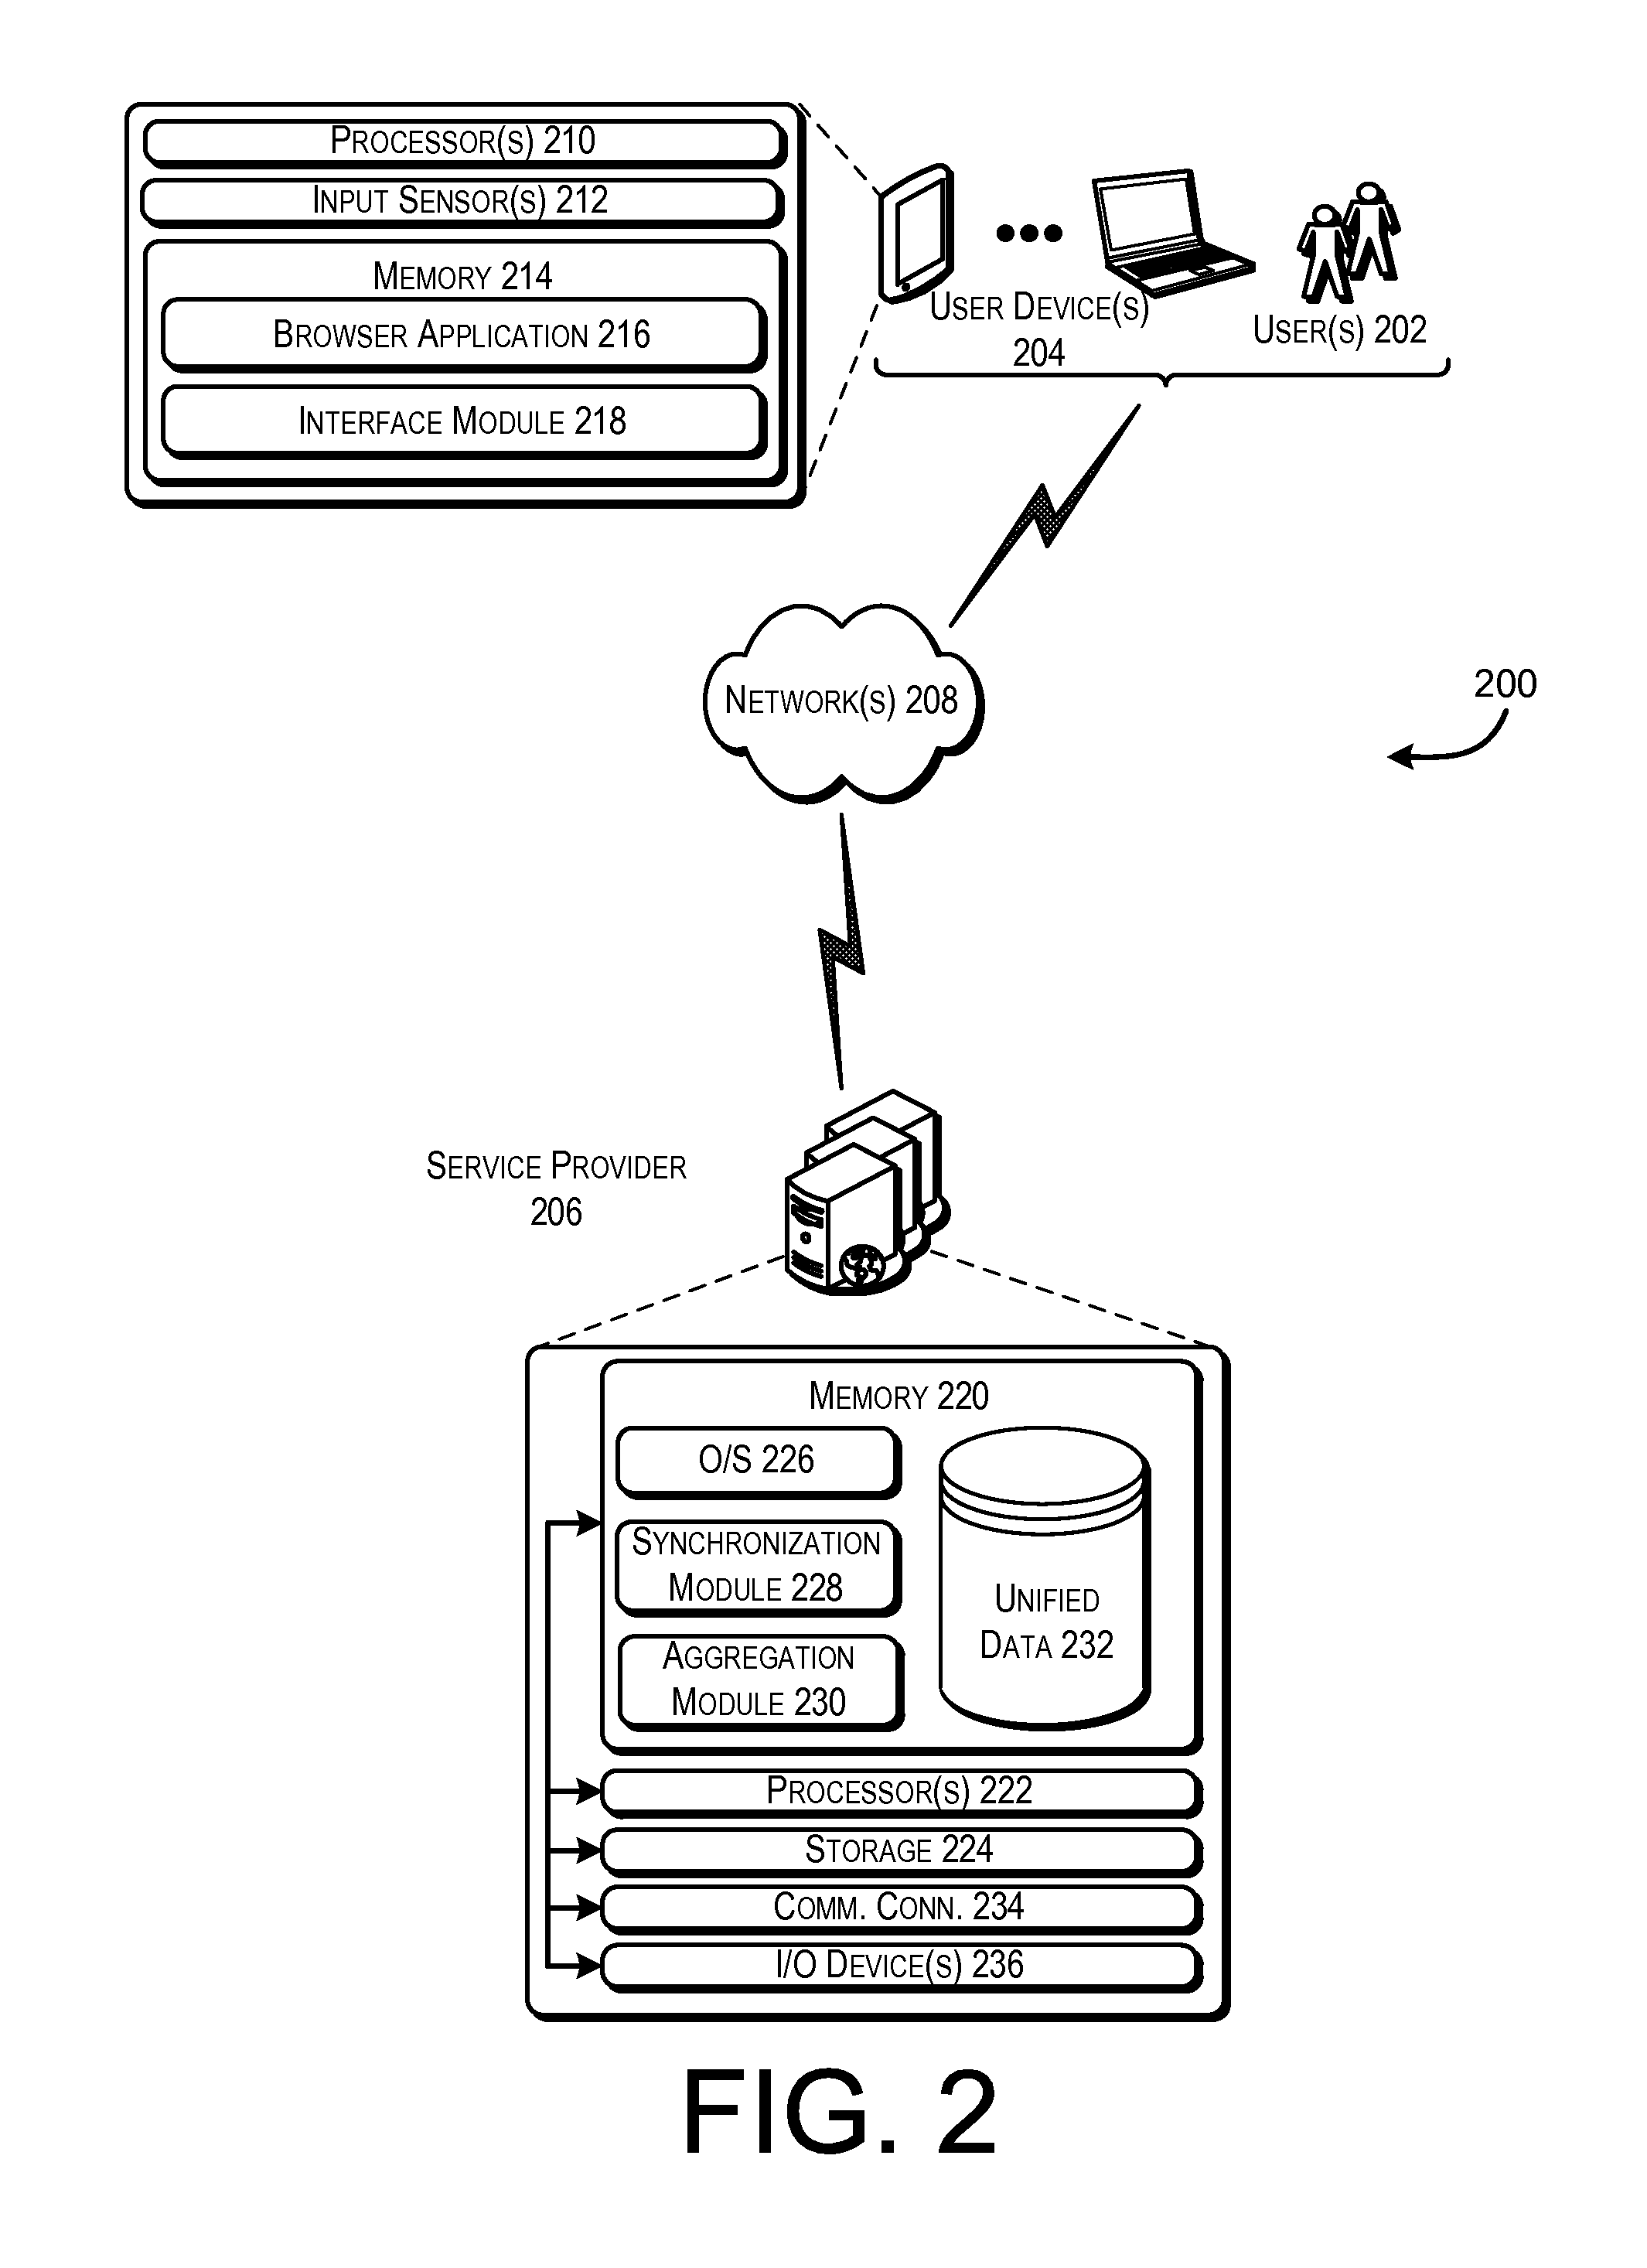 Processor(s) 210
Input Sensor(s) 212
Memory 214
Browser Application 216
Interface Module 218
User Device(s)
204
User(s) 202
Network(s) 208
200
Service Provider
206
Memory 220
O/S 226
Synchronization
Module 228
Aggregation
Module 230
Unified
Data 232
Processor(s) 222
Storage 224
Comm. Conn. 234
I/O Device(s) 236
FIG. 2